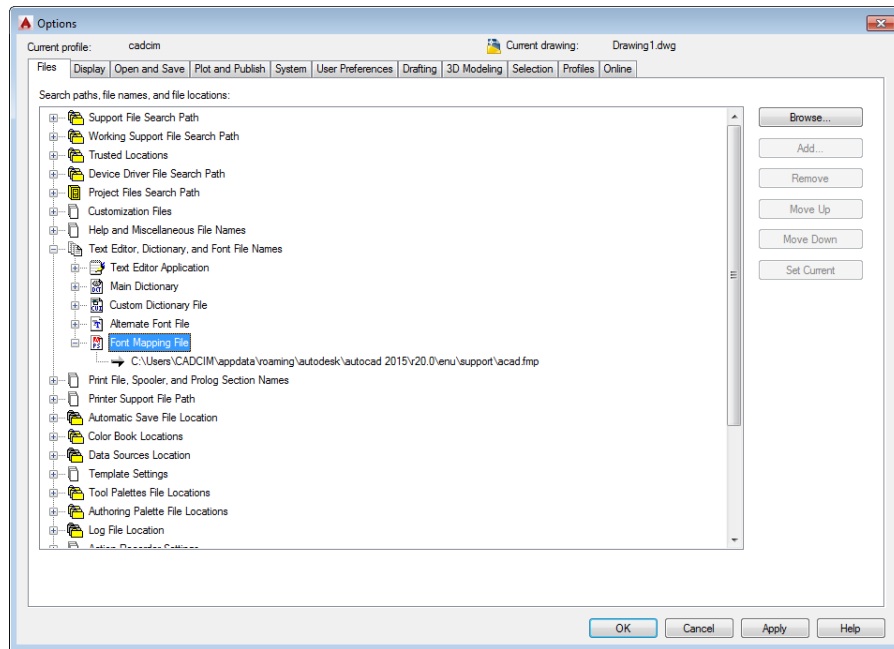 Options
Current profile: cadcim Current drawing: Drawing1.dwg
Files Display Open and Save Plot and Publish System User Preferences Drafting 3D Modeling Selection Profiles Online
Search paths, file names, and file locations:
Support File Search Path
Working Support File Search Path
Trusted Locations
Device Driver File Search Path
Project Files Search Path
Customization Files
Help and Miscellaneous File Names
Text Editor, Dictionary, and Font File Names
Text Editor Application
Main Dictionary
Custom Dictionary File
Alternate Font File
Font Mapping File
C:\Users\CADCIM\appdata\roaming\autodesk\autocad 2015\r20.0\enu\support\acad.fmp
Print File, Spooler, and Prolog Section Names
Printer Support File Path
Automatic Save File Location
Color Book Locations
Data Sources Location
Template Settings
Tool Palettes File Locations
Authoring Palette File Locations
Log File Location
Action Recorder Settings
Browse...
Add...
Remove
Move Up
Move Down
Set Current
OK Cancel Apply Help